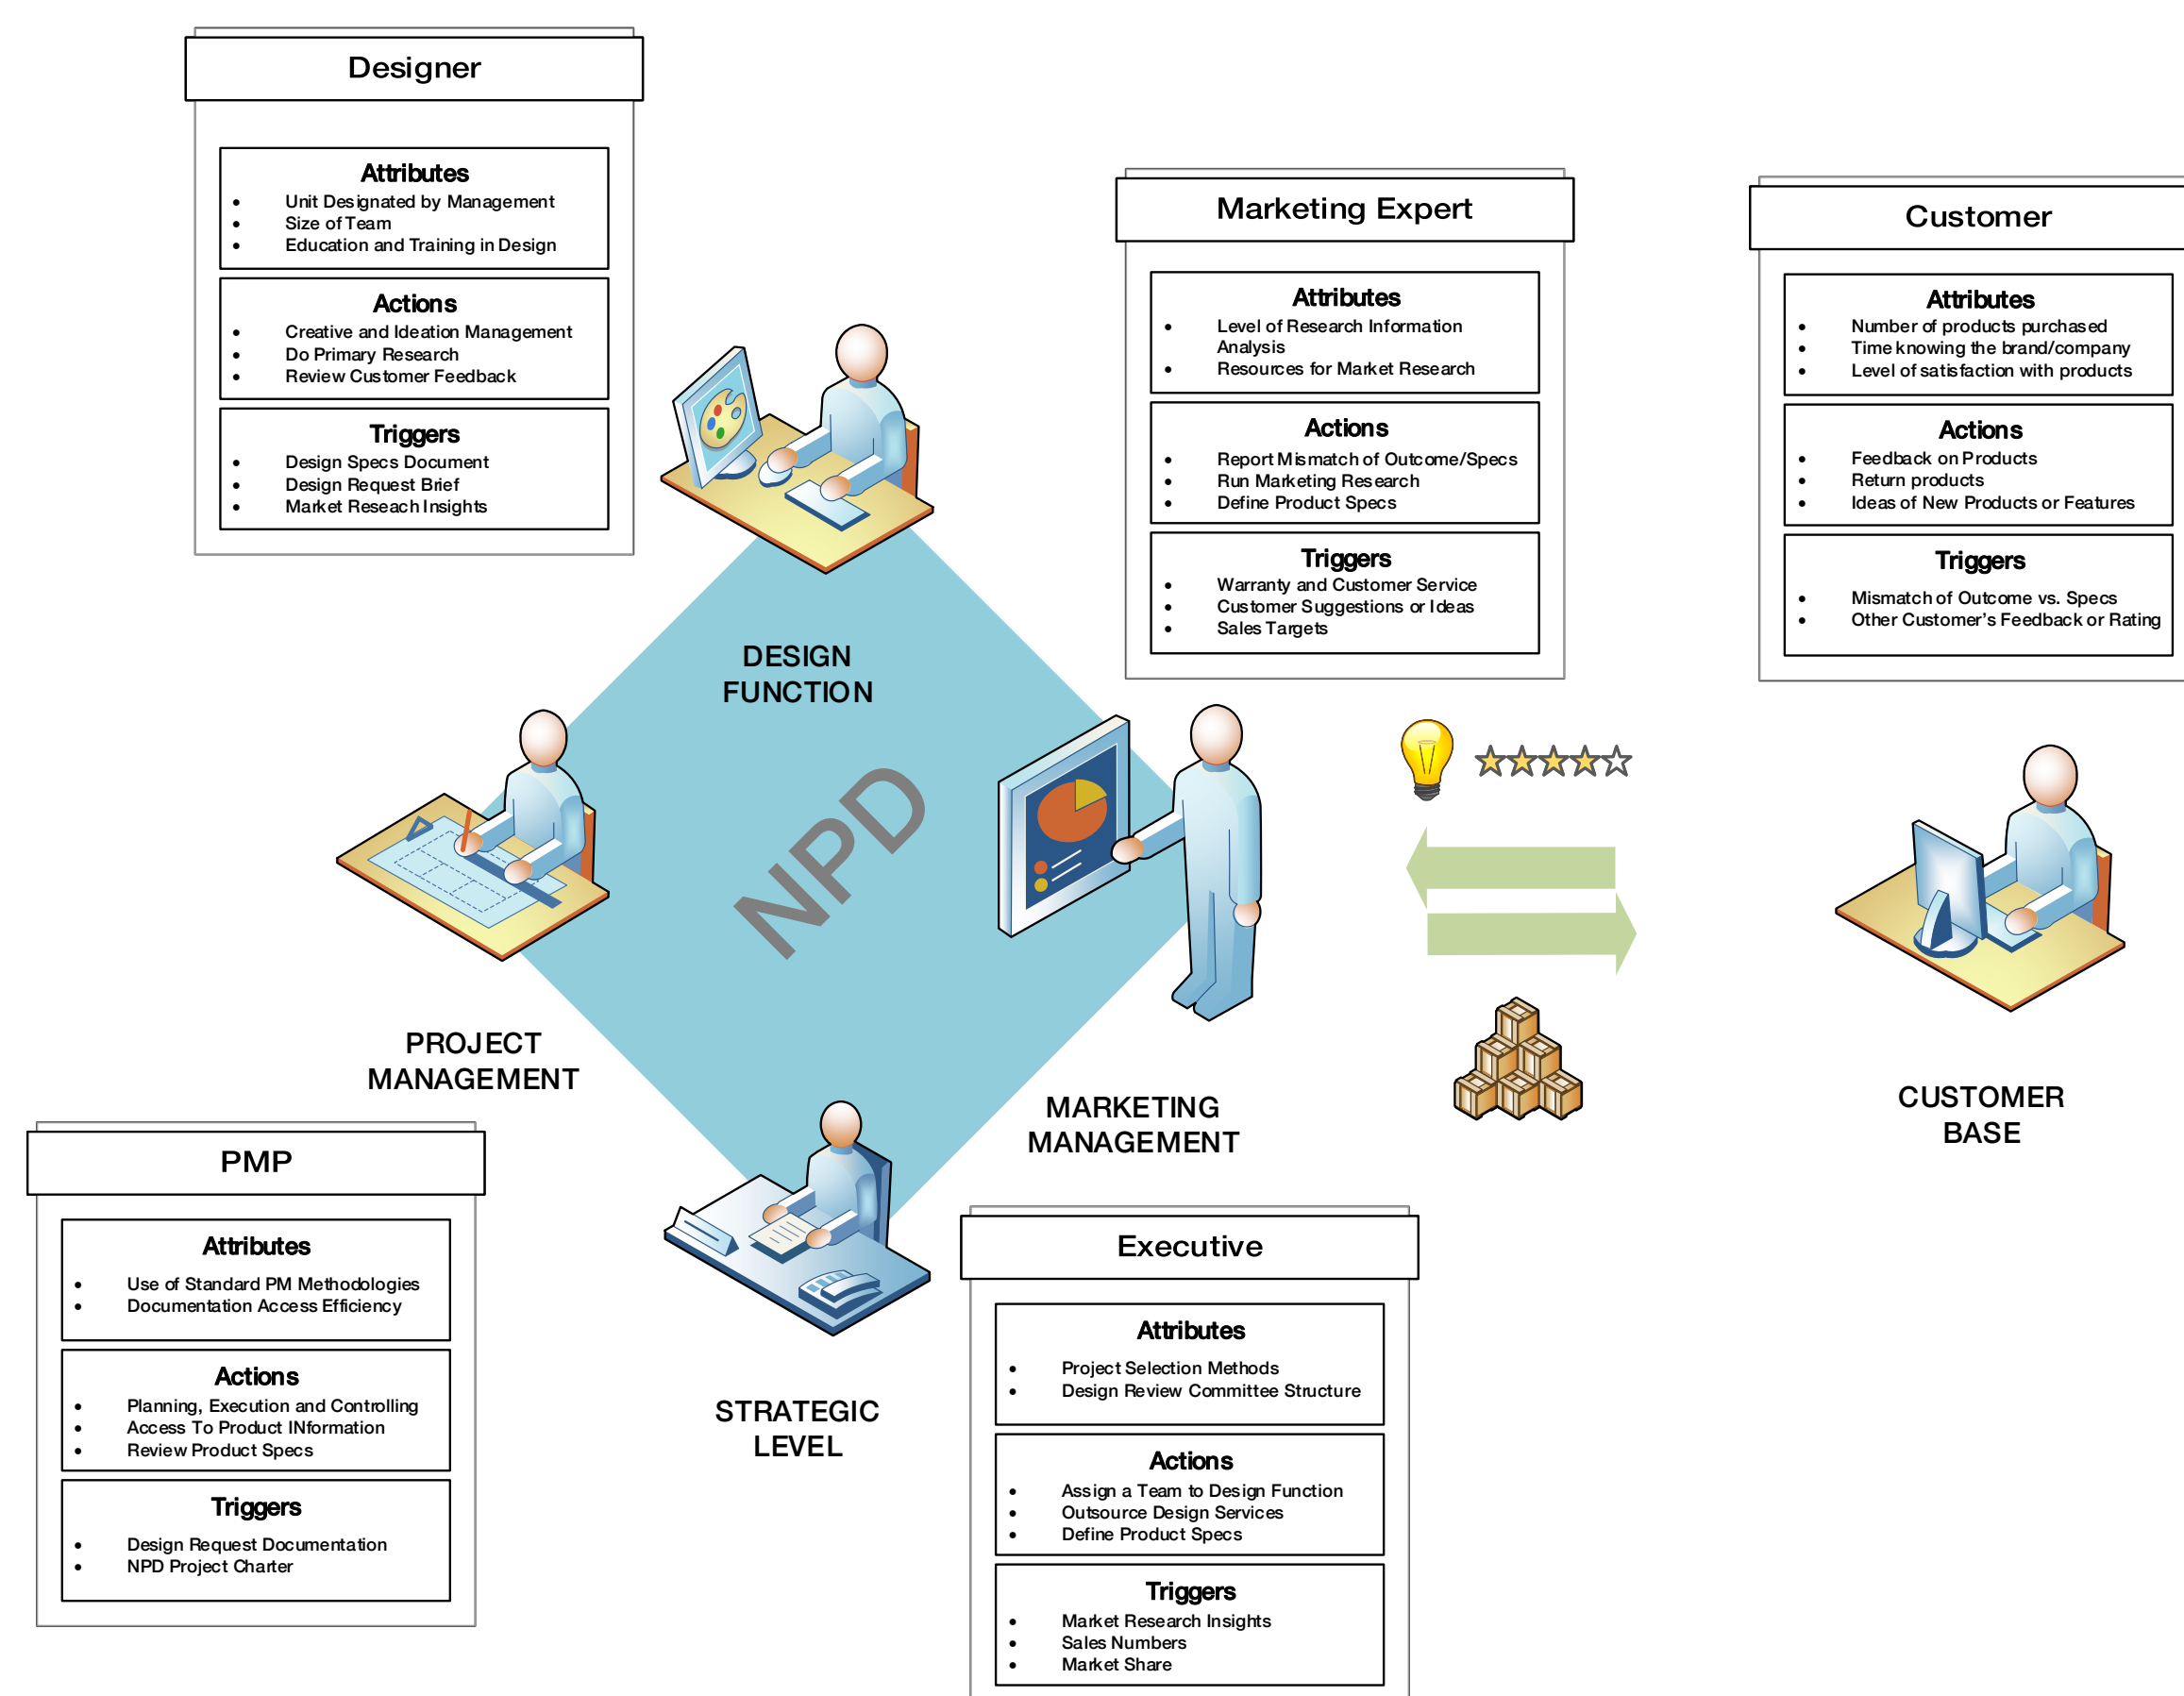 Designer
Attributes
• Unit Designated by Management
• Size of Team
• Education and Training in Design
Actions
• Creative and Ideation Management
• Do Primary Research
• Review Customer Feedback
Triggers
• Design Specs Document
• Design Request Brief
• Market Reseach Insights
Marketing Expert
Attributes
• Level of Research Information
Analysis
• Resources for Market Research
Actions
• Report Mismatch of Outcome/Specs
• Run Marketing Research
• Define Product Specs
Triggers
• Warranty and Customer Service
• Customer Suggestions or Ideas
• Sales Targets
Customer
Attributes
• Number of products purchased
• Time knowing the brand/company
• Level of satisfaction with products
Actions
• Feedback on Products
• Return products
• Ideas of New Products or Features
Triggers
• Mismatch of Outcome vs. Specs
• Other Customer's Feedback or Rating
DESIGN
FUNCTION
NPD
PROJECT
MANAGEMENT
MARKETING
MANAGEMENT
CUSTOMER
BASE
STRATEGIC
LEVEL
PMP
Attributes
• Use of Standard PM Methodologies
• Documentation Access Efficiency
Actions
• Planning, Execution and Controlling
• Access To Product INformation
• Review Product Specs
Triggers
• Design Request Documentation
• NPD Project Charter
Executive
Attributes
• Project Selection Methods
• Design Review Committee Structure
Actions
• Assign a Team to Design Function
• Outsource Design Services
• Define Product Specs
Triggers
• Market Research Insights
• Sales Numbers
• Market Share